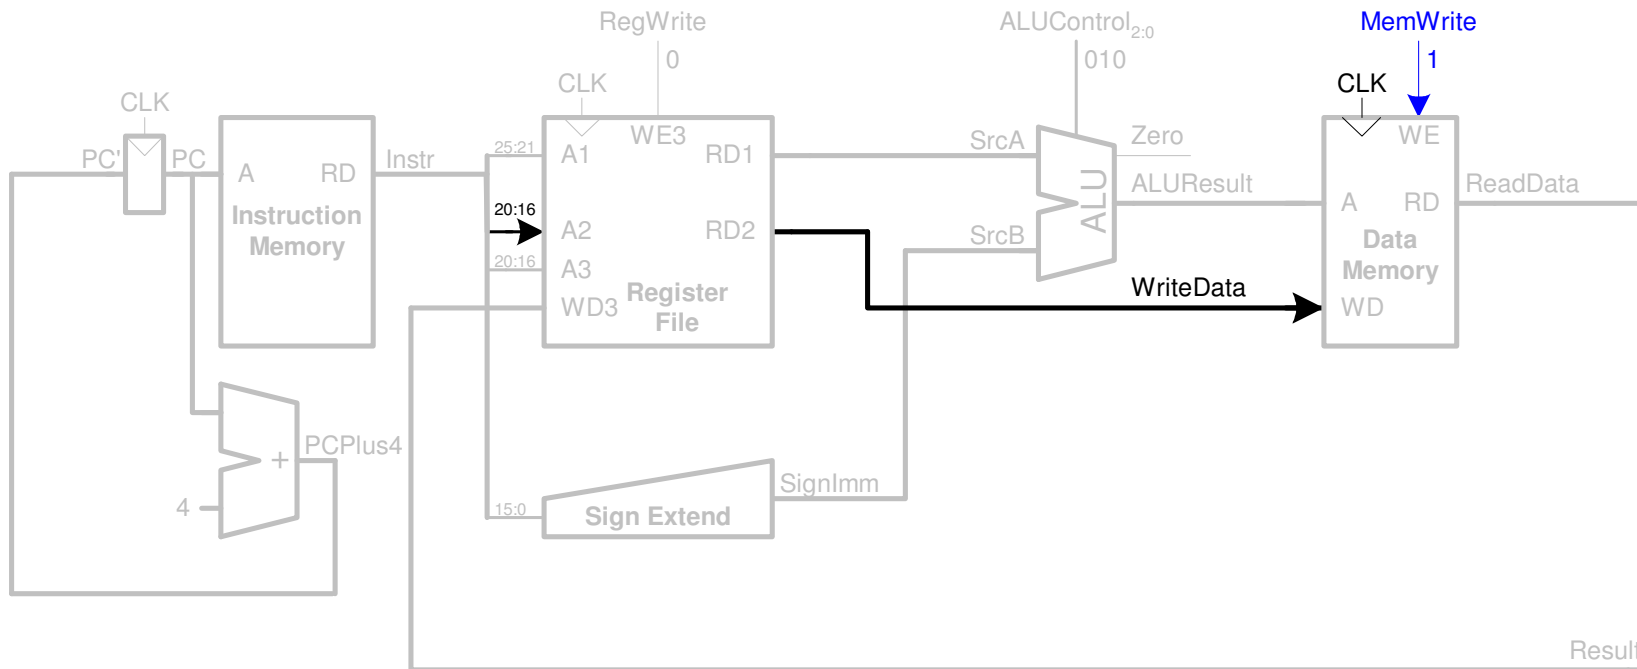 RegWrite
0
ALUControl2:0
010
MemWrite
1
CLK
CLK
CLK
PC'
PC
A
RD
Instruction
Memory
Instr
25:21
20:16
20:16
15:0
A1
A2
A3
WD3
WE3
RD1
RD2
Register
File
SrcA
SrcB
ALU
Zero
ALUResult
WriteData
WE
A
RD
Data
Memory
WD
ReadData
PCPlus4
+
4
Sign Extend
SignImm
Result